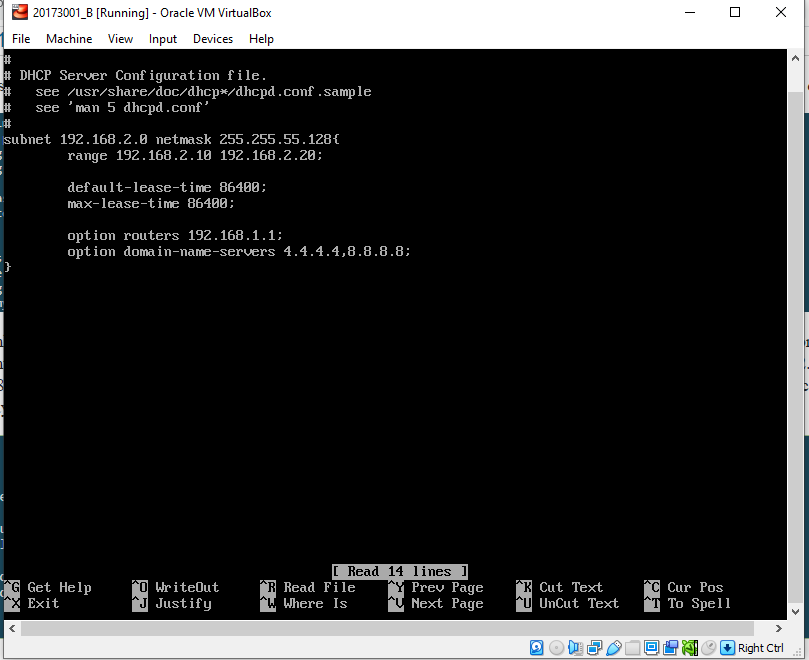 20173001_B [Running] - Oracle VM VirtualBox
File Machine View Input Devices Help
#
# DHCP Server Configuration file.
#   see /usr/share/doc/dhcp*/dhcpd.conf.sample
#   see 'man 5 dhcpd.conf'
#
subnet 192.168.2.0 netmask 255.255.55.128{
        range 192.168.2.10 192.168.2.20;
        default-lease-time 86400;
        max-lease-time 86400;
        option routers 192.168.1.1;
        option domain-name-servers 4.4.4.4,8.8.8.8;
}
[ Read 14 lines ]
^G Get Help ^O WriteOut ^R Read File ^Y Prev Page ^K Cut Text ^C Cur Pos
^X Exit ^J Justify ^W Where Is ^V Next Page ^U UnCut Text ^T To Spell
Right Ctrl